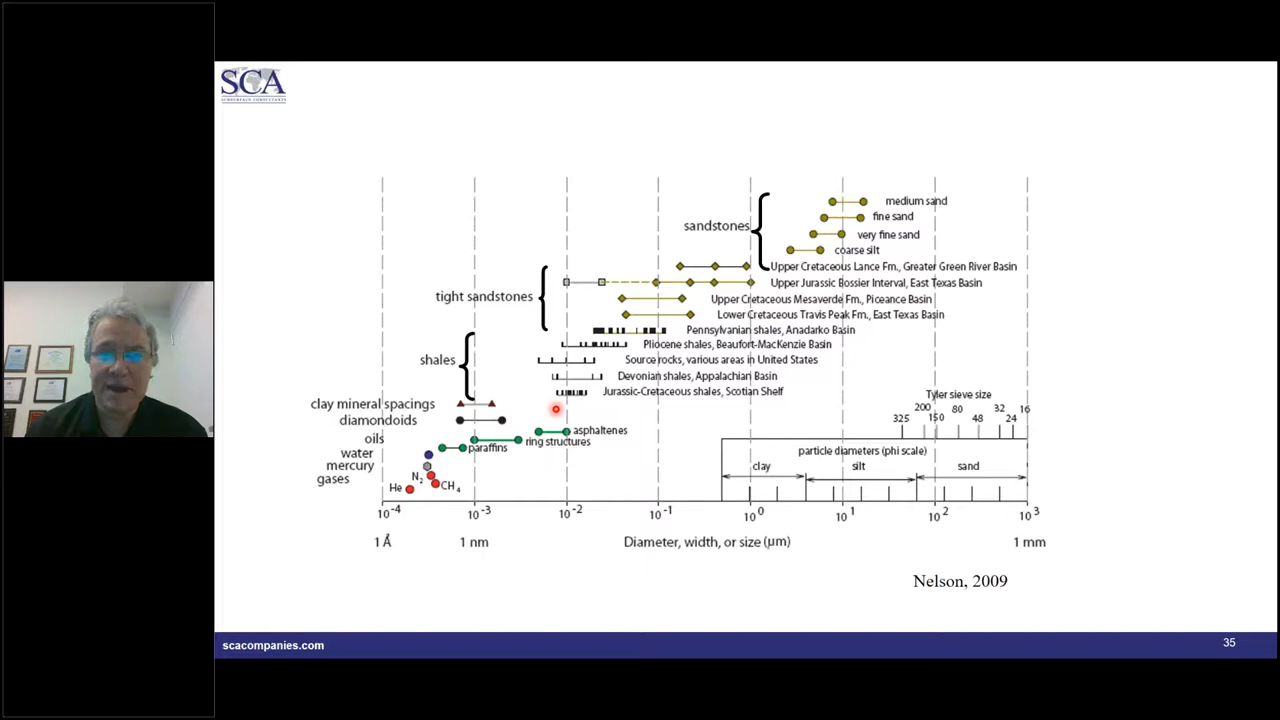 SCA
SUBSURFACE CONSULTANTS
medium sand
fine sand
sandstones
very fine sand
coarse silt
Upper Cretaceous Lance Fm., Greater Green River Basin
Upper Jurassic Bossier Interval, East Texas Basin
tight sandstones
Upper Cretaceous Mesaverde Fm., Piceance Basin
Lower Cretaceous Travis Peak Fm., East Texas Basin
Pennsylvanian shales, Anadarko Basin
Pliocene shales, Beaufort-MacKenzie Basin
shales
Source rocks, various areas in United States
Devonian shales, Appalachian Basin
Jurassic-Cretaceous shales, Scotian Shelf
clay mineral spacings
diamondoids
asphaltenes
oils
ring structures
paraffins
water
mercury
gases
N₂
He
CH₄
Tyler sieve size
325 200 150 80 48 32 24 16
particle diameters (phi scale)
clay silt sand
10⁻⁴ 10⁻³ 10⁻² 10⁻¹ 10⁰ 10¹ 10² 10³
1 Å 1 nm Diameter, width, or size (μm) 1 mm
Nelson, 2009
scacompanies.com 35